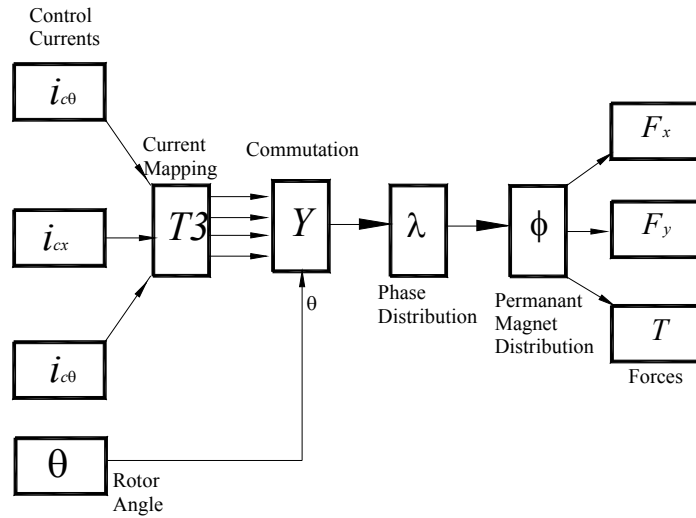 Control
Currents
i_cθ
Current
Mapping
Commutation
F_x
i_cx
T3
Y
λ
ϕ
F_y
θ
Phase
Distribution
Permanant
Magnet
Distribution
i_cθ
T
Forces
θ
Rotor
Angle